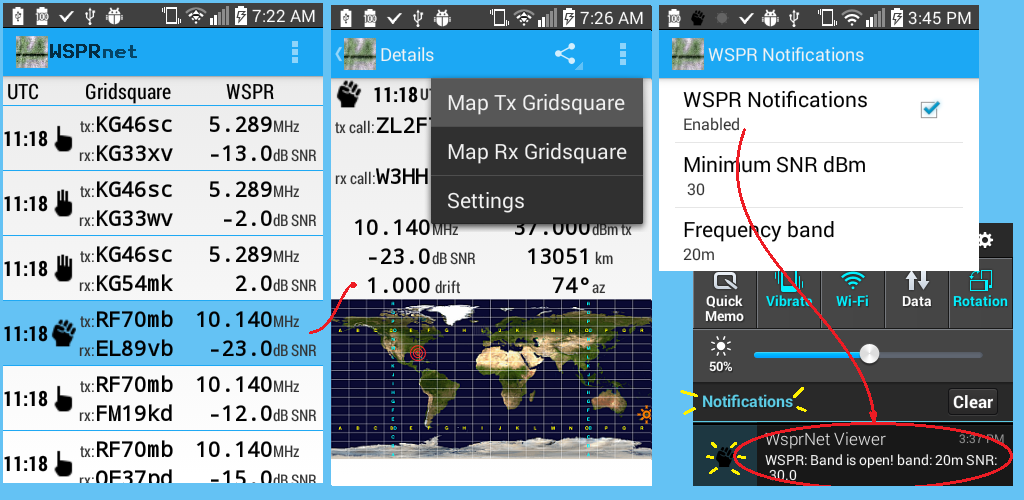 7:22 AM
WSPRnet
UTC Gridsquare WSPR
11:18 tx:KG46sc 5.289MHz
rx:KG33xv -13.0dB SNR
11:18 tx:KG46sc 5.289MHz
rx:KG33wv -2.0dB SNR
11:18 tx:KG46sc 5.289MHz
rx:KG54mk 2.0dB SNR
11:18 tx:RF70mb 10.140MHz
rx:EL89vb -23.0dB SNR
11:18 tx:RF70mb 10.140MHz
rx:FM19kd -12.0dB SNR
11:18 tx:RF70mb 10.140MHz
rx:OE37pd -15.0dB SNR
7:26 AM
Details
11:18
Map Tx Gridsquare
tx call:
Map Rx Gridsquare
rx call:W3HH
Settings
10.140MHz 37.000dBm tx
-23.0dB SNR 13051 km
1.000 drift 74° az
A B C D E F G H I J K L M N O P Q R
A B C D E F G H I J K L M N O P Q R
3:45 PM
WSPR Notifications
WSPR Notifications
Enabled
Minimum SNR dBm
30
Frequency band
20m
Quick
Memo
Vibrate
Wi-Fi
Data
Rotation
50%
Notifications
Clear
WsprNet Viewer 3:37 PM
WSPR: Band is open! band: 20m SNR:
30.0